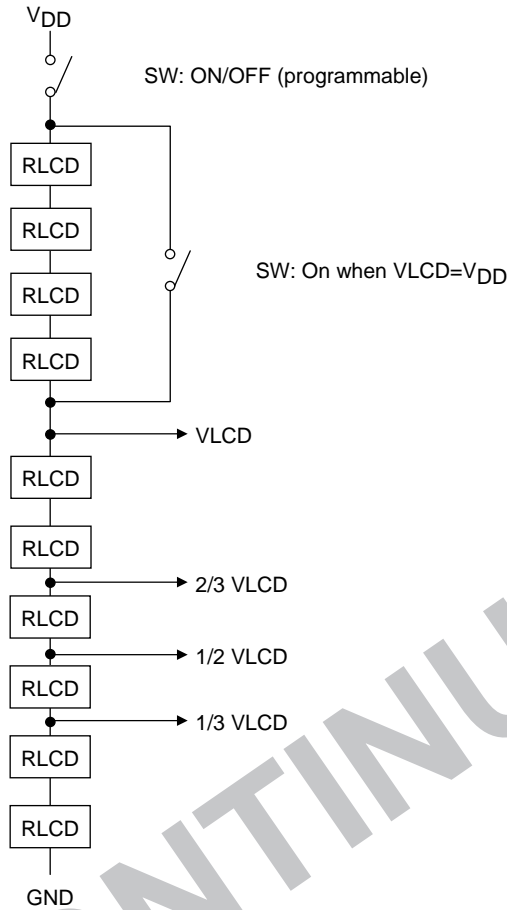 VDD
SW: ON/OFF (programmable)
RLCD
RLCD
RLCD
SW: On when VLCD=VDD
RLCD
VLCD
RLCD
RLCD
2/3 VLCD
RLCD
1/2 VLCD
RLCD
1/3 VLCD
RLCD
RLCD
GND